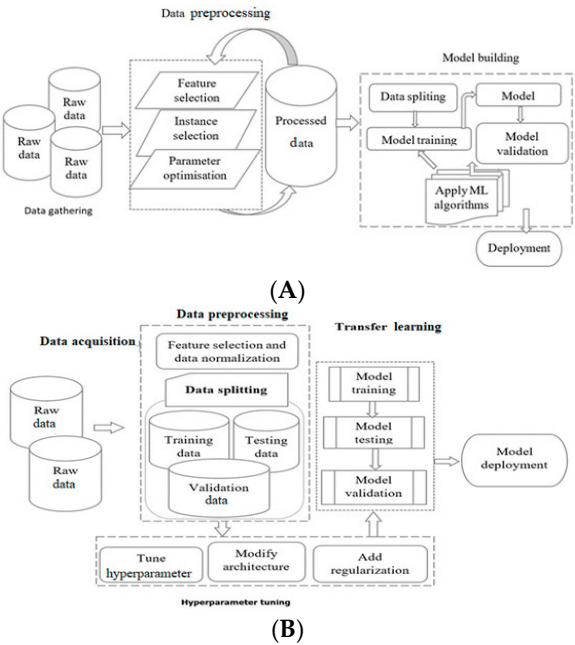 Data preprocessing
Model building
Raw
data
Raw
data
Raw
data
Data gathering
Feature
selection
Instance
selection
Parameter
optimisation
Processed
data
Data spliting
Model
Model training
Model
validation
Apply ML
algorithms
Deployment
(A)
Data preprocessing
Transfer learning
Data acquisition
Raw
data
Raw
data
Feature selection and
data normalization
Data splitting
Training
data
Testing
data
Validation
data
Model
training
Model
testing
Model
validation
Model
deployment
Tune
hyperparameter
Modify
architecture
Add
regularization
Hyperparameter tuning
(B)